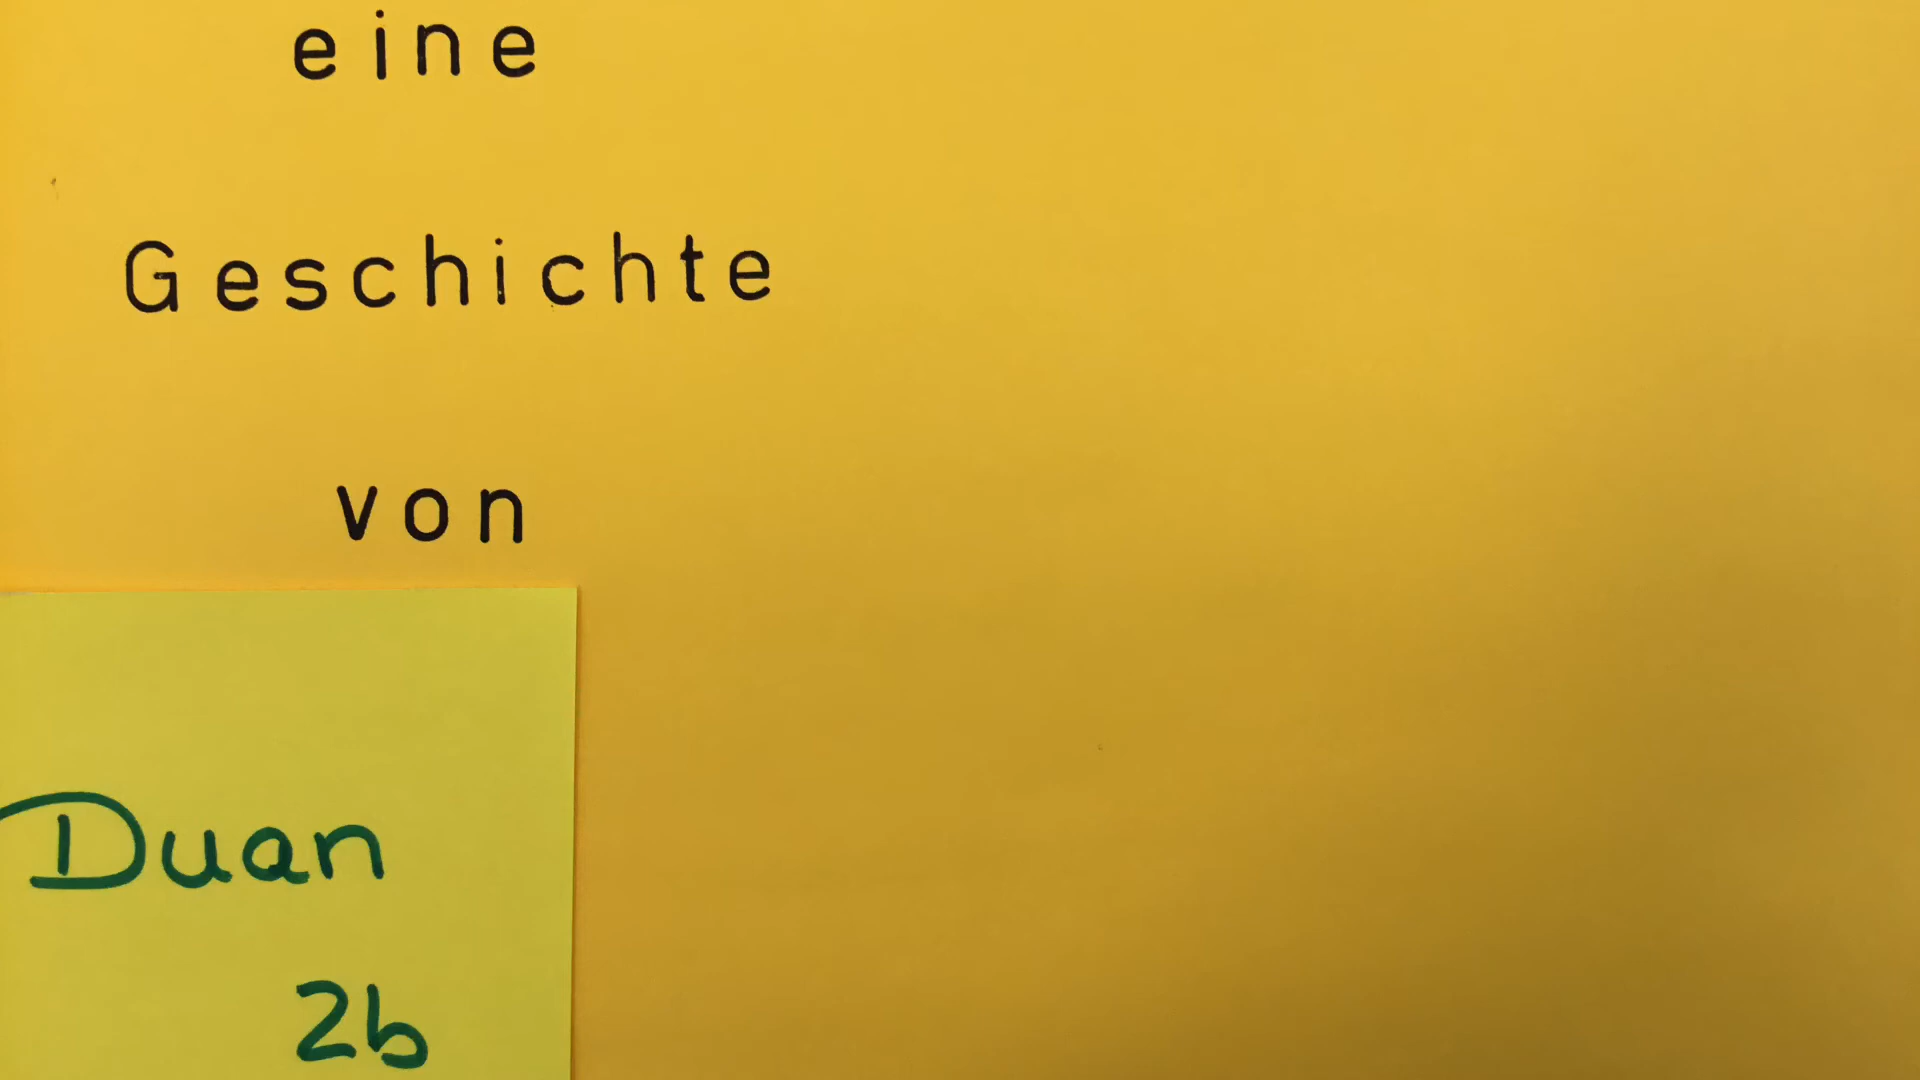 eine
Geschichte
von
Duan
2b